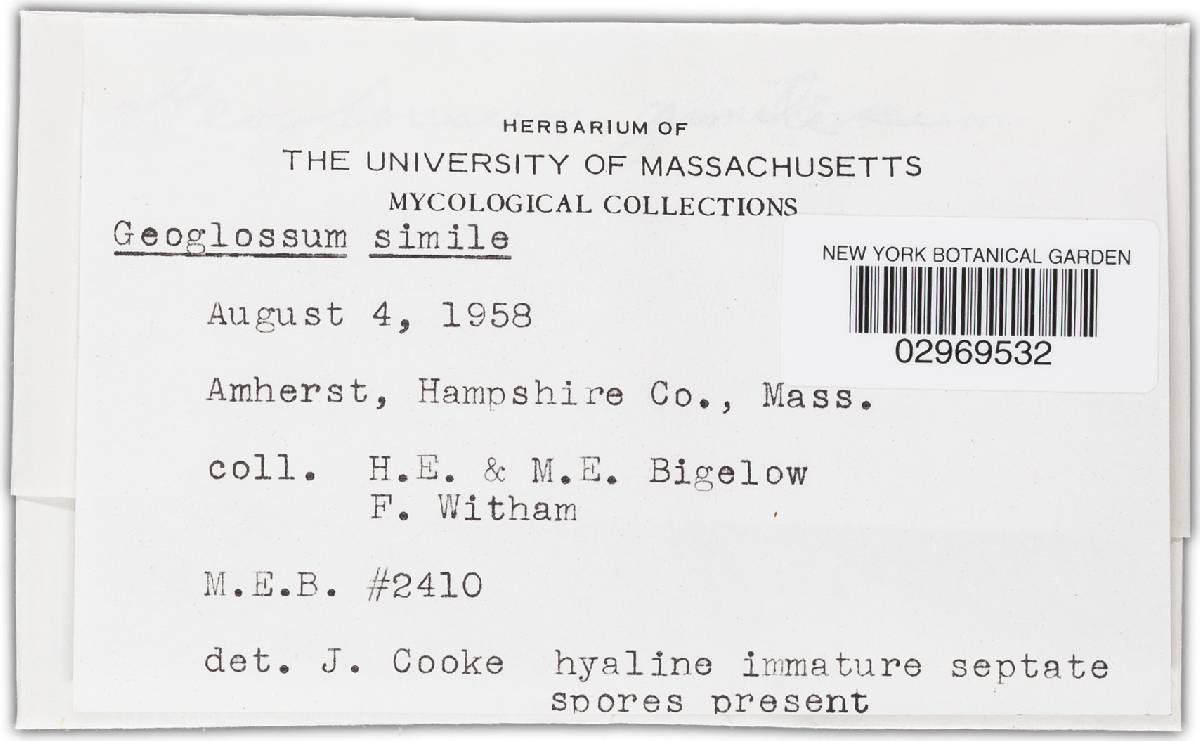 HERBARIUM OF
THE UNIVERSITY OF MASSACHUSETTS
MYCOLOGICAL COLLECTIONS
Geoglossum simile
NEW YORK BOTANICAL GARDEN
02969532
August 4, 1958
Amherst, Hampshire Co., Mass.
coll. H.E. & M.E. Bigelow
F. Witham
M.E.B. #2410
det. J. Cooke hyaline immature septate
spores present